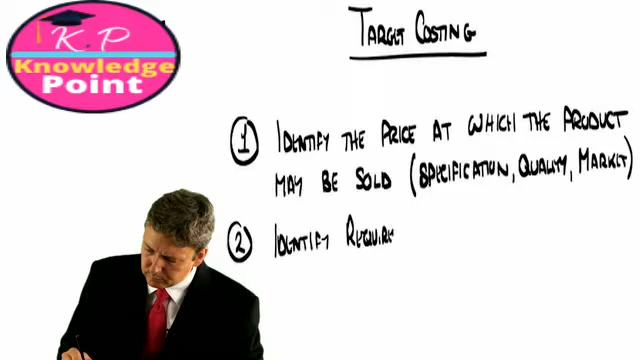 K.P
Knowledge
Point
TARGET COSTING
1 IDENTIFY THE PRICE AT WHICH THE PRODUCT
MAY BE SOLD (SPECIFICATION, QUALITY, MARKET)
2 IDENTIFY REQUIRE